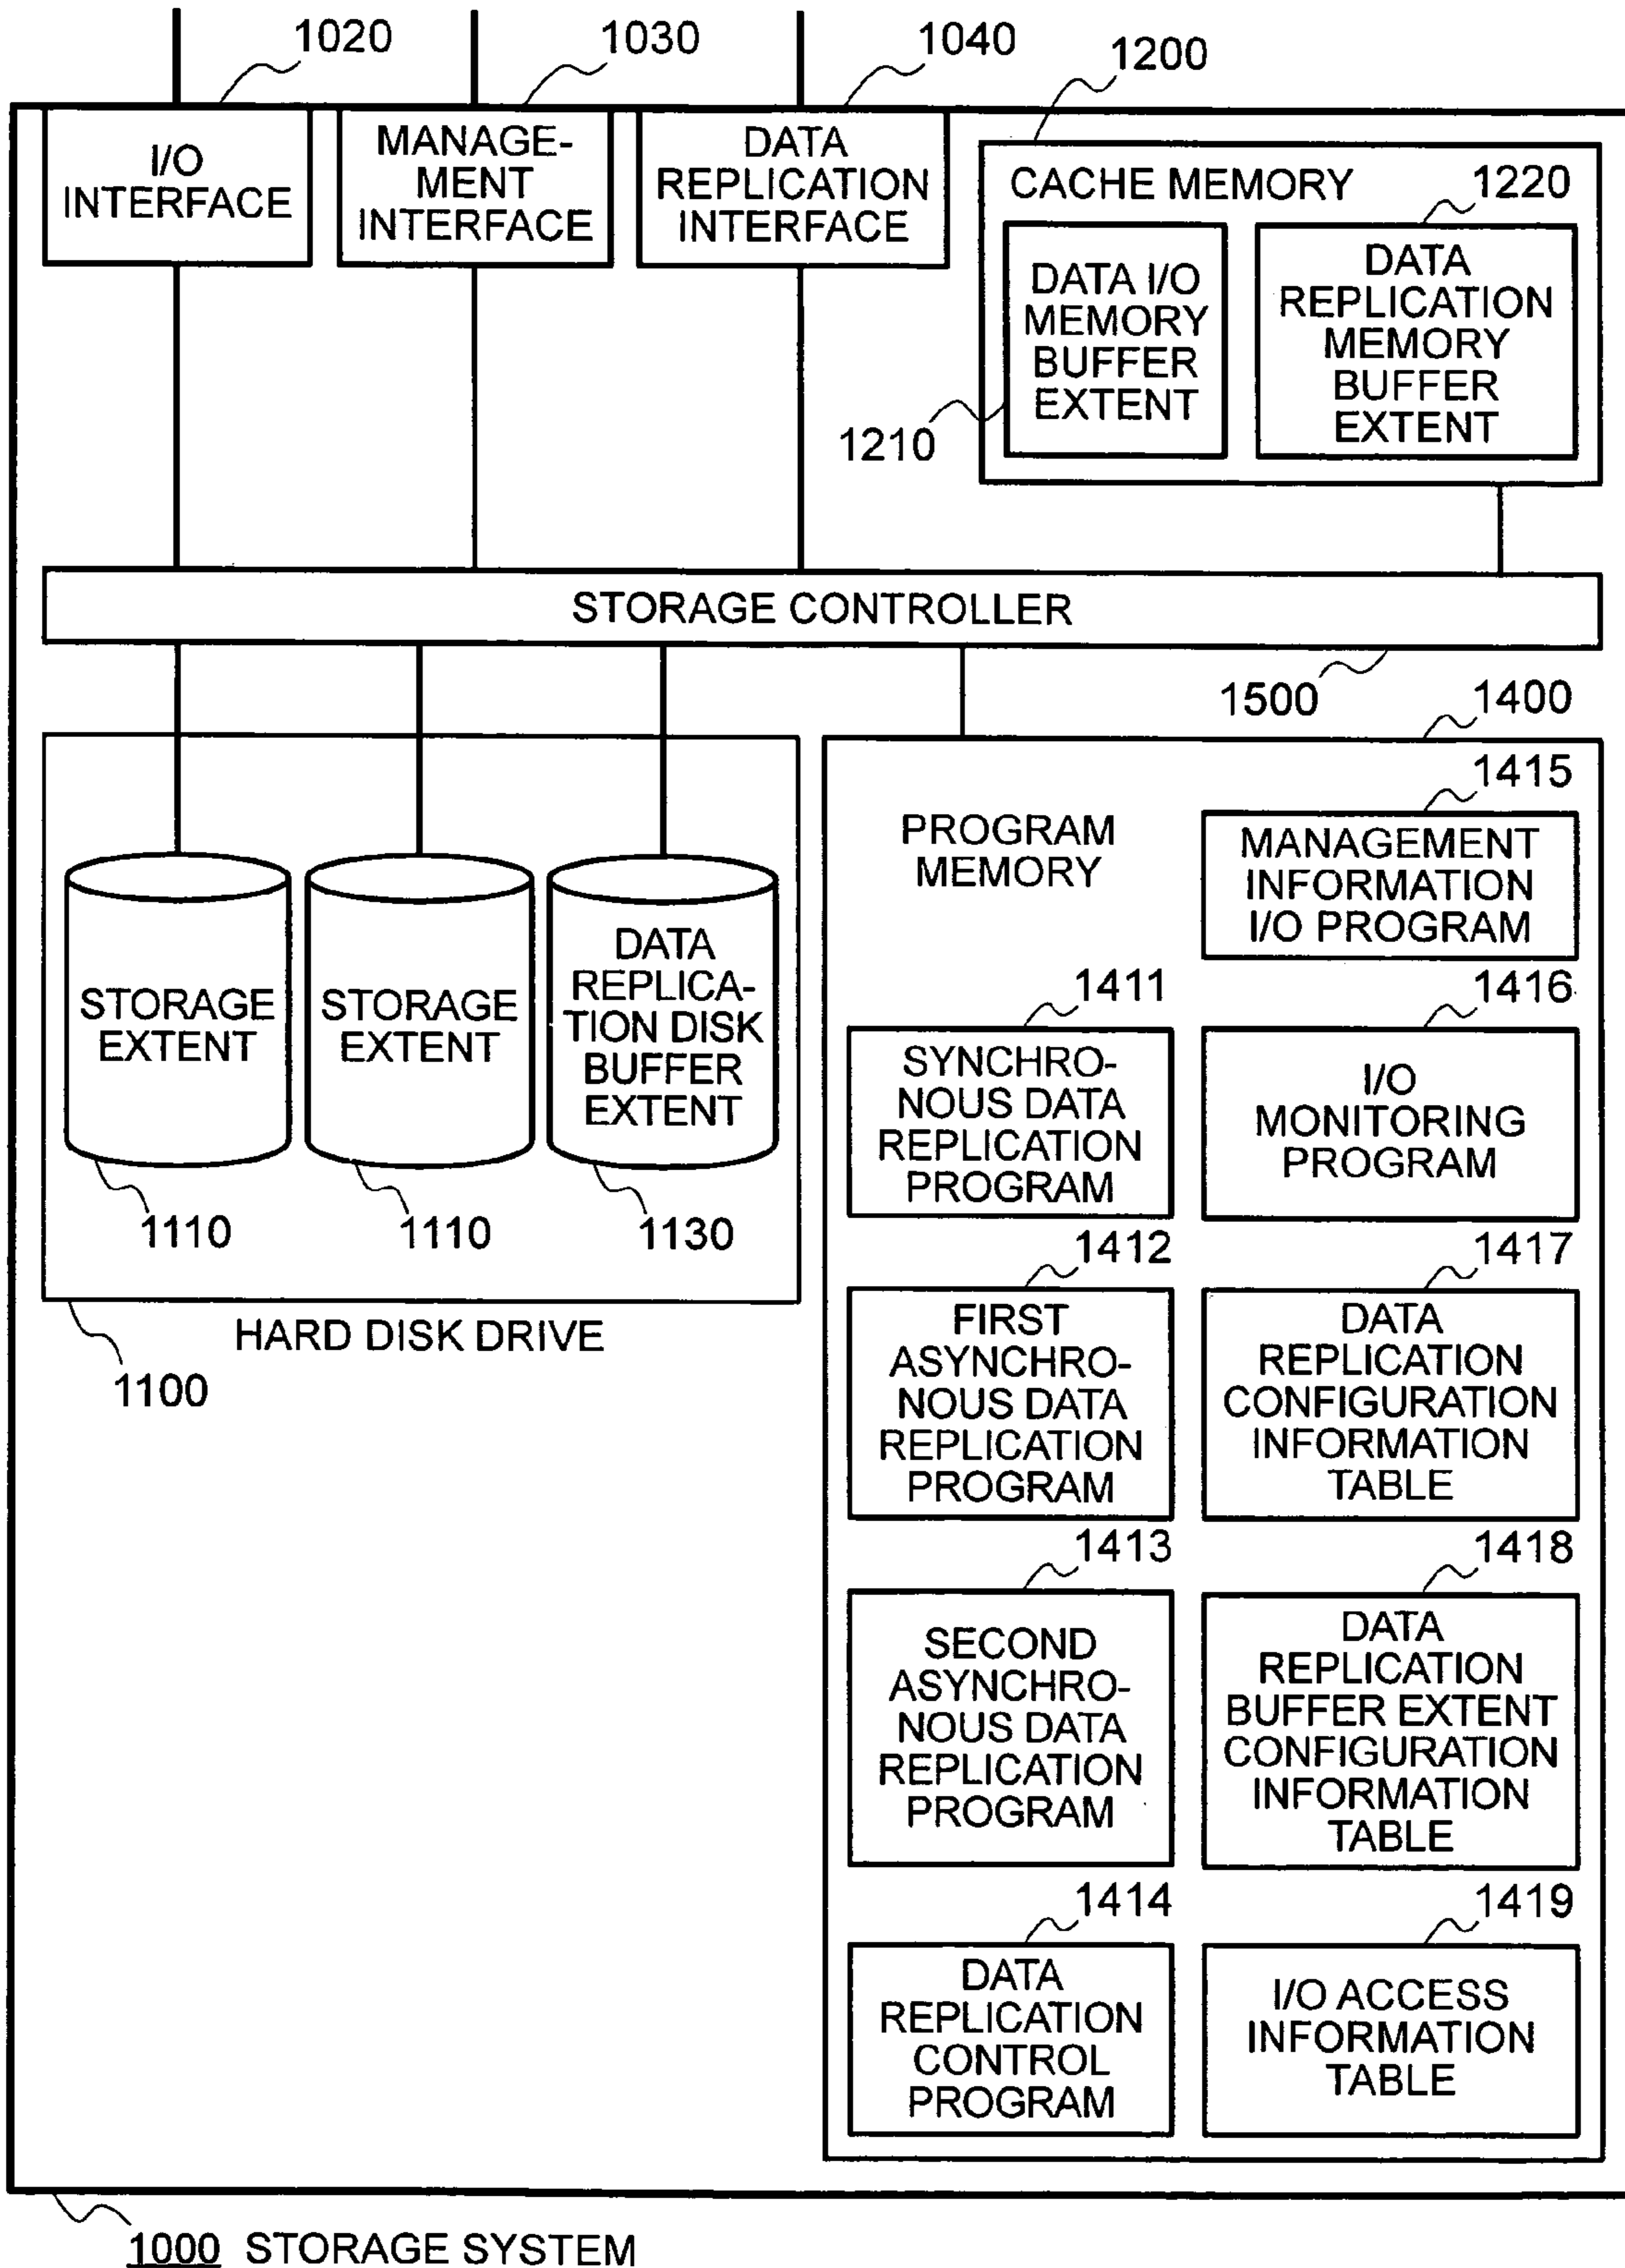 1020
1030
1040
1200
I/O
INTERFACE
MANAGE-
MENT
INTERFACE
DATA
REPLICATION
INTERFACE
CACHE MEMORY
1220
DATA I/O
MEMORY
BUFFER
EXTENT
1210
DATA
REPLICATION
MEMORY
BUFFER
EXTENT
STORAGE CONTROLLER
1500
1400
STORAGE
EXTENT
1110
STORAGE
EXTENT
1110
DATA
REPLICA-
TION DISK
BUFFER
EXTENT
1130
HARD DISK DRIVE
1100
PROGRAM
MEMORY
1415
MANAGEMENT
INFORMATION
I/O PROGRAM
1411
SYNCHRO-
NOUS DATA
REPLICATION
PROGRAM
1416
I/O
MONITORING
PROGRAM
1412
FIRST
ASYNCHRO-
NOUS DATA
REPLICATION
PROGRAM
1417
DATA
REPLICATION
CONFIGURATION
INFORMATION
TABLE
1413
SECOND
ASYNCHRO-
NOUS DATA
REPLICATION
PROGRAM
1418
DATA
REPLICATION
BUFFER EXTENT
CONFIGURATION
INFORMATION
TABLE
1414
DATA
REPLICATION
CONTROL
PROGRAM
1419
I/O ACCESS
INFORMATION
TABLE
1000 STORAGE SYSTEM